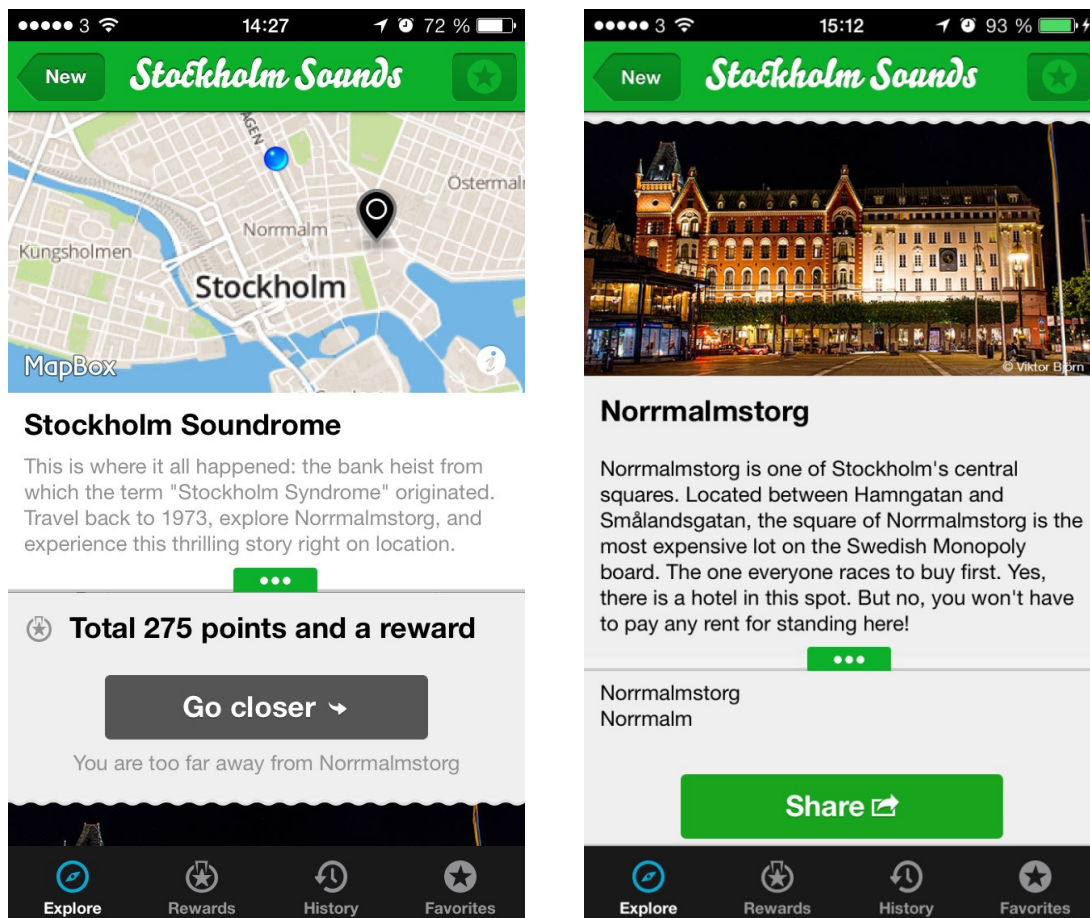 3 14:27 72 %
New Stockholm Sounds
HAGEN
Östermal
Norrmalm
Kungsholmen
Stockholm
MapBox
i
Stockholm Soundrome
This is where it all happened: the bank heist from
which the term "Stockholm Syndrome" originated.
Travel back to 1973, explore Norrmalmstorg, and
experience this thrilling story right on location.
Total 275 points and a reward
Go closer
You are too far away from Norrmalmstorg
Explore Rewards History Favorites
3 15:12 93 %
New Stockholm Sounds
© Viktor Björn
Norrmalmstorg
Norrmalmstorg is one of Stockholm's central
squares. Located between Hamngatan and
Smålandsgatan, the square of Norrmalmstorg is the
most expensive lot on the Swedish Monopoly
board. The one everyone races to buy first. Yes,
there is a hotel in this spot. But no, you won't have
to pay any rent for standing here!
Norrmalmstorg
Norrmalm
Share
Explore Rewards History Favorites